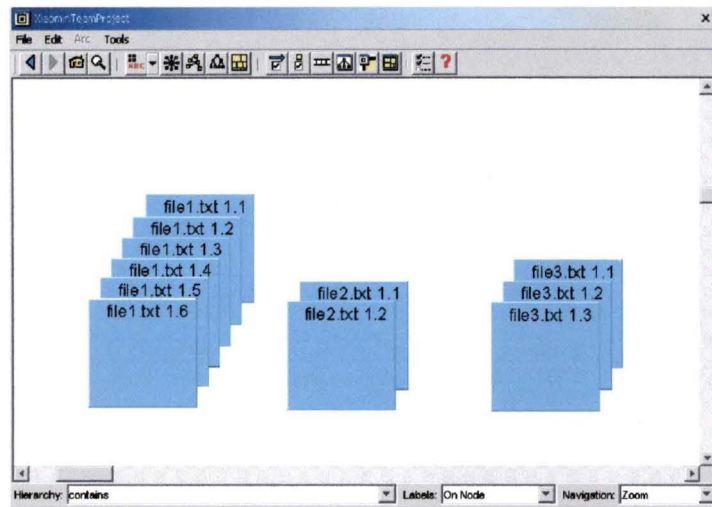 XiaominTeamProject
File Edit Arc Tools
ABC
file1.txt 1.1
file1.txt 1.2
file1.txt 1.3
file1.txt 1.4
file1.txt 1.5
file1.txt 1.6
file2.txt 1.1
file2.txt 1.2
file3.txt 1.1
file3.txt 1.2
file3.txt 1.3
Hierarchy: contains Labels: On Node Navigation: Zoom